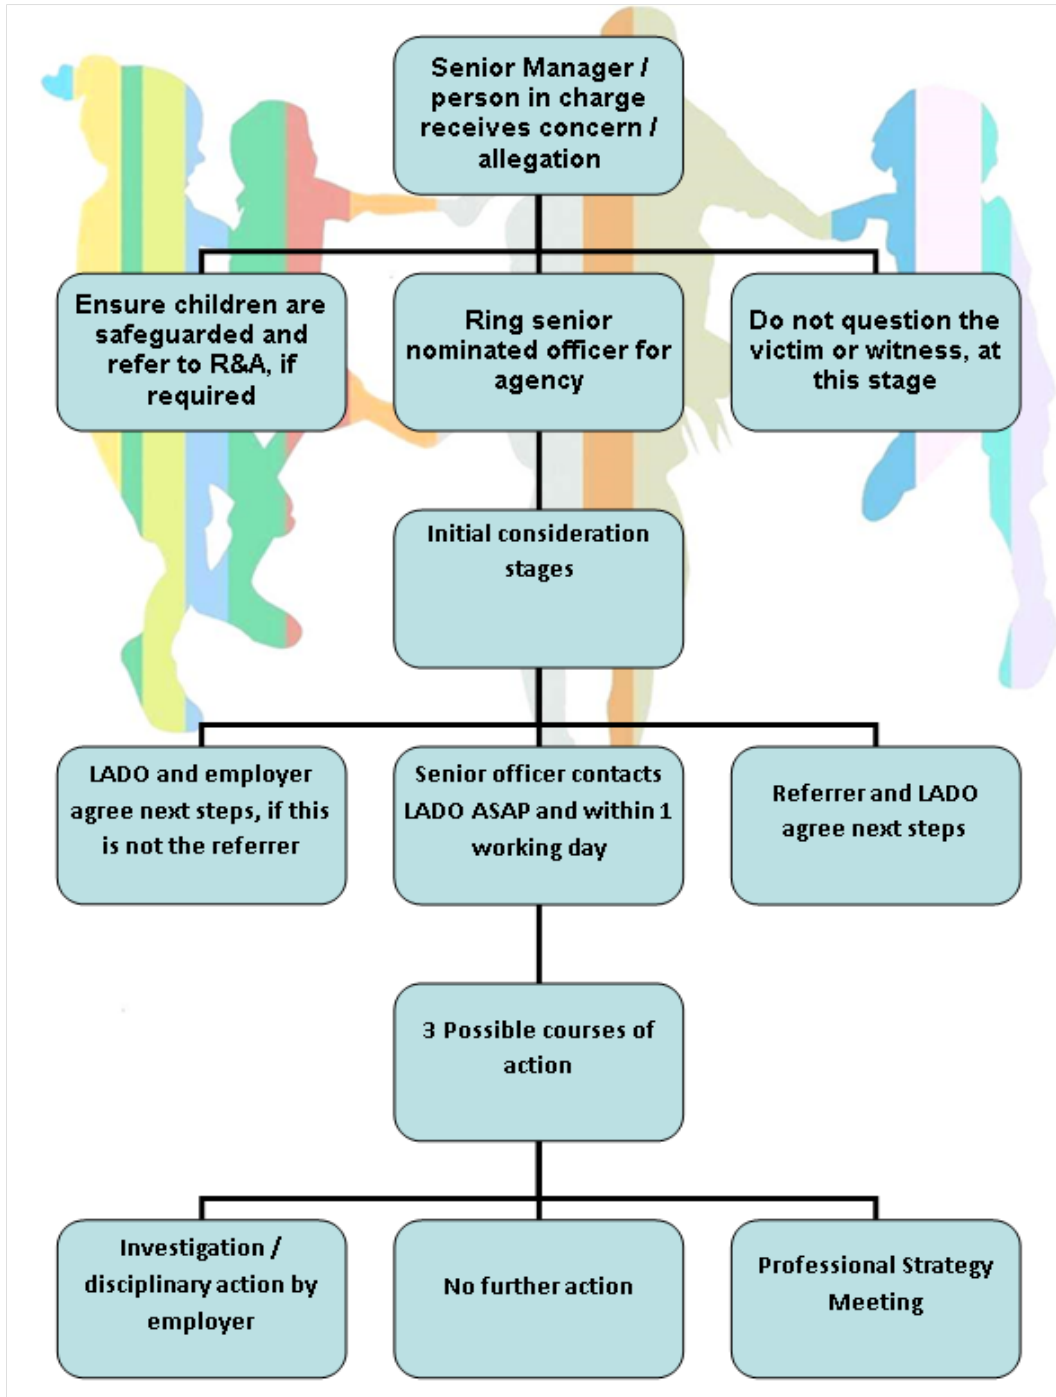 Senior Manager /
person in charge
receives concern /
allegation
Ensure children are
safeguarded and
refer to R&A, if
required
Ring senior
nominated officer for
agency
Do not question the
victim or witness, at
this stage
Initial consideration
stages
LADO and employer
agree next steps, if this
is not the referrer
Senior officer contacts
LADO ASAP and within 1
working day
Referrer and LADO
agree next steps
3 Possible courses of
action
Investigation /
disciplinary action by
employer
No further action
Professional Strategy
Meeting